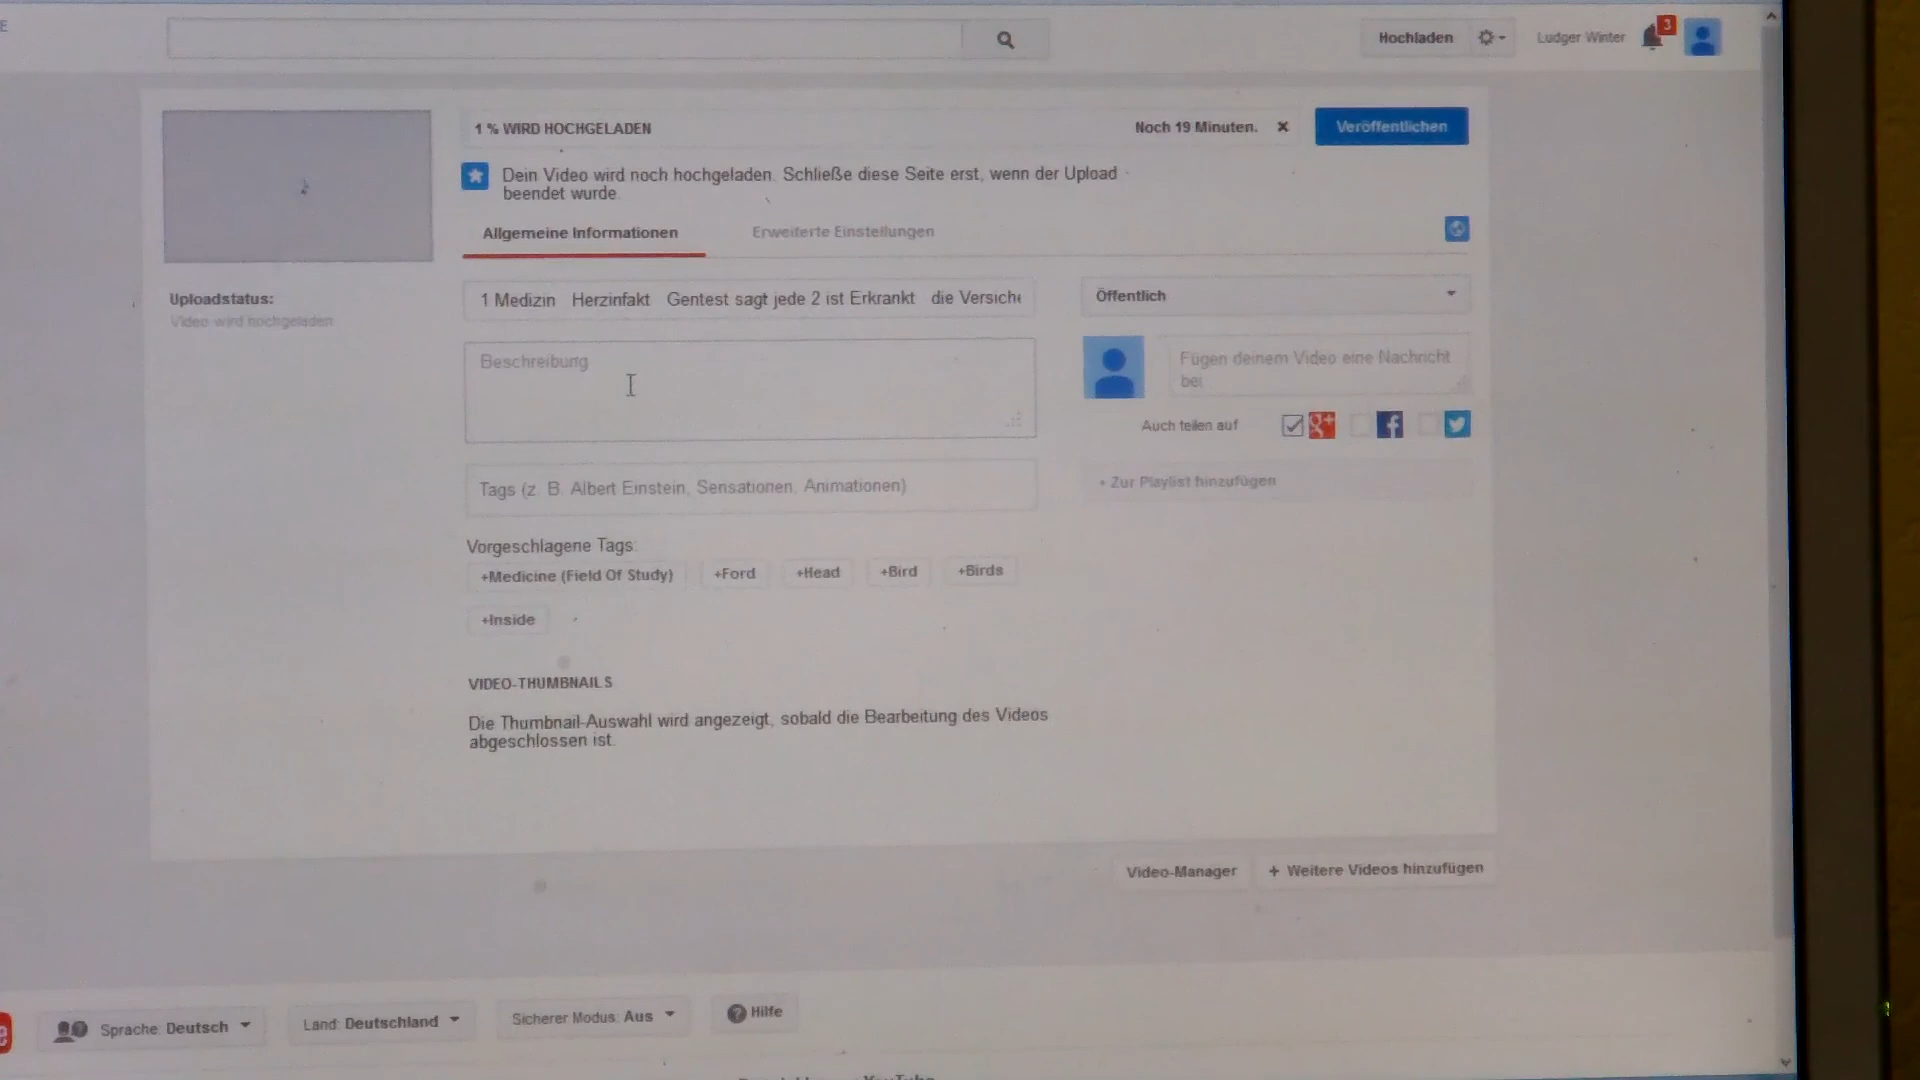 E
Hochladen
Ludger Winter
3
1 % WIRD HOCHGELADEN
Noch 19 Minuten.
Veröffentlichen
Dein Video wird noch hochgeladen. Schließe diese Seite erst, wenn der Upload
beendet wurde.
Allgemeine Informationen
Erweiterte Einstellungen
Uploadstatus:
Video wird hochgeladen
1 Medizin Herzinfakt Gentest sagt jede 2 ist Erkrankt die Versiche
Öffentlich
Beschreibung
Fügen deinem Video eine Nachricht
bei
Auch teilen auf
Tags (z. B. Albert Einstein, Sensationen, Animationen)
+ Zur Playlist hinzufügen
Vorgeschlagene Tags:
+Medicine (Field Of Study)
+Ford
+Head
+Bird
+Birds
+Inside
VIDEO-THUMBNAILS
Die Thumbnail-Auswahl wird angezeigt, sobald die Bearbeitung des Videos
abgeschlossen ist.
Video-Manager
+ Weitere Videos hinzufügen
Sprache: Deutsch
Land: Deutschland
Sicherer Modus: Aus
Hilfe
YouTube